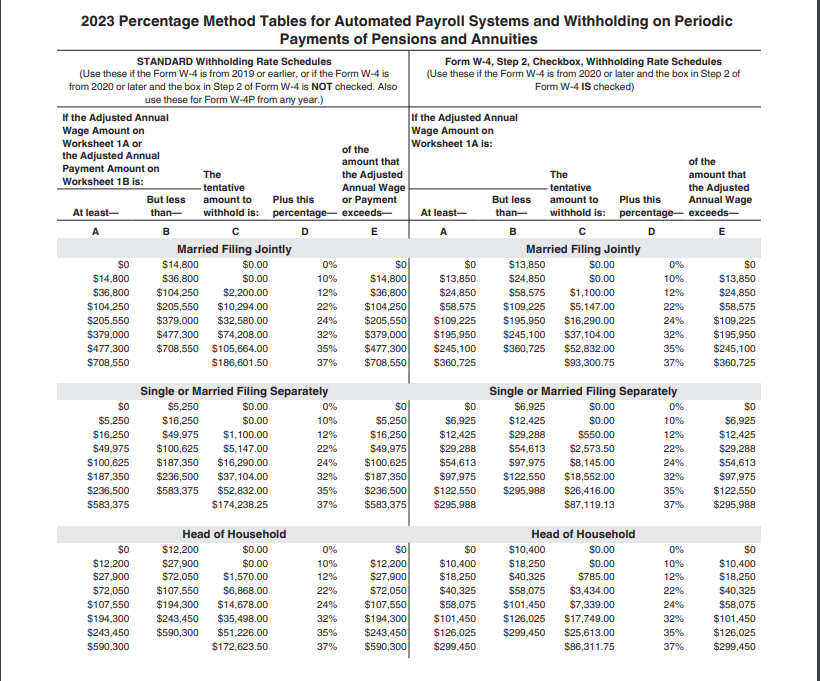 2023 Percentage Method Tables for Automated Payroll Systems and Withholding on Periodic
Payments of Pensions and Annuities
STANDARD Withholding Rate Schedules
(Use these if the Form W-4 is from 2019 or earlier, or if the Form W-4 is
from 2020 or later and the box in Step 2 of Form W-4 is NOT checked. Also
use these for Form W-4P from any year.)
Form W-4, Step 2, Checkbox, Withholding Rate Schedules
(Use these if the Form W-4 is from 2020 or later and the box in Step 2 of
Form W-4 IS checked)
If the Adjusted Annual
Wage Amount on
Worksheet 1A or
the Adjusted Annual
Payment Amount on
Worksheet 1B is:
At least—
But less
than—
The
tentative
amount to
withhold is:
Plus this
percentage—
of the
amount that
the Adjusted
Annual Wage
or Payment
exceeds—
If the Adjusted Annual
Wage Amount on
Worksheet 1A is:
At least—
But less
than—
The
tentative
amount to
withhold is:
Plus this
percentage—
of the
amount that
the Adjusted
Annual Wage
exceeds—
A B C D E A B C D E
Married Filing Jointly Married Filing Jointly
$0 $14,800 $0.00 0% $0 $0 $13,850 $0.00 0% $0
$14,800 $36,800 $0.00 10% $14,800 $13,850 $24,850 $0.00 10% $13,850
$36,800 $104,250 $2,200.00 12% $36,800 $24,850 $58,575 $1,100.00 12% $24,850
$104,250 $205,550 $10,294.00 22% $104,250 $58,575 $109,225 $5,147.00 22% $58,575
$205,550 $379,000 $32,580.00 24% $205,550 $109,225 $195,950 $16,290.00 24% $109,225
$379,000 $477,300 $74,208.00 32% $379,000 $195,950 $245,100 $37,104.00 32% $195,950
$477,300 $708,550 $105,664.00 35% $477,300 $245,100 $360,725 $52,832.00 35% $245,100
$708,550 $186,601.50 37% $708,550 $360,725 $93,300.75 37% $360,725
Single or Married Filing Separately Single or Married Filing Separately
$0 $5,250 $0.00 0% $0 $0 $6,925 $0.00 0% $0
$5,250 $16,250 $0.00 10% $5,250 $6,925 $12,425 $0.00 10% $6,925
$16,250 $49,975 $1,100.00 12% $16,250 $12,425 $29,288 $550.00 12% $12,425
$49,975 $100,625 $5,147.00 22% $49,975 $29,288 $54,613 $2,573.50 22% $29,288
$100,625 $187,350 $16,290.00 24% $100,625 $54,613 $97,975 $8,145.00 24% $54,613
$187,350 $236,500 $37,104.00 32% $187,350 $97,975 $122,550 $18,552.00 32% $97,975
$236,500 $583,375 $52,832.00 35% $236,500 $122,550 $295,988 $26,416.00 35% $122,550
$583,375 $174,238.25 37% $583,375 $295,988 $87,119.13 37% $295,988
Head of Household Head of Household
$0 $12,200 $0.00 0% $0 $0 $10,400 $0.00 0% $0
$12,200 $27,900 $0.00 10% $12,200 $10,400 $18,250 $0.00 10% $10,400
$27,900 $72,050 $1,570.00 12% $27,900 $18,250 $40,325 $785.00 12% $18,250
$72,050 $107,550 $6,868.00 22% $72,050 $40,325 $58,075 $3,434.00 22% $40,325
$107,550 $194,300 $14,678.00 24% $107,550 $58,075 $101,450 $7,339.00 24% $58,075
$194,300 $243,450 $35,498.00 32% $194,300 $101,450 $126,025 $17,749.00 32% $101,450
$243,450 $590,300 $51,226.00 35% $243,450 $126,025 $299,450 $25,613.00 35% $126,025
$590,300 $172,623.50 37% $590,300 $299,450 $86,311.75 37% $299,450